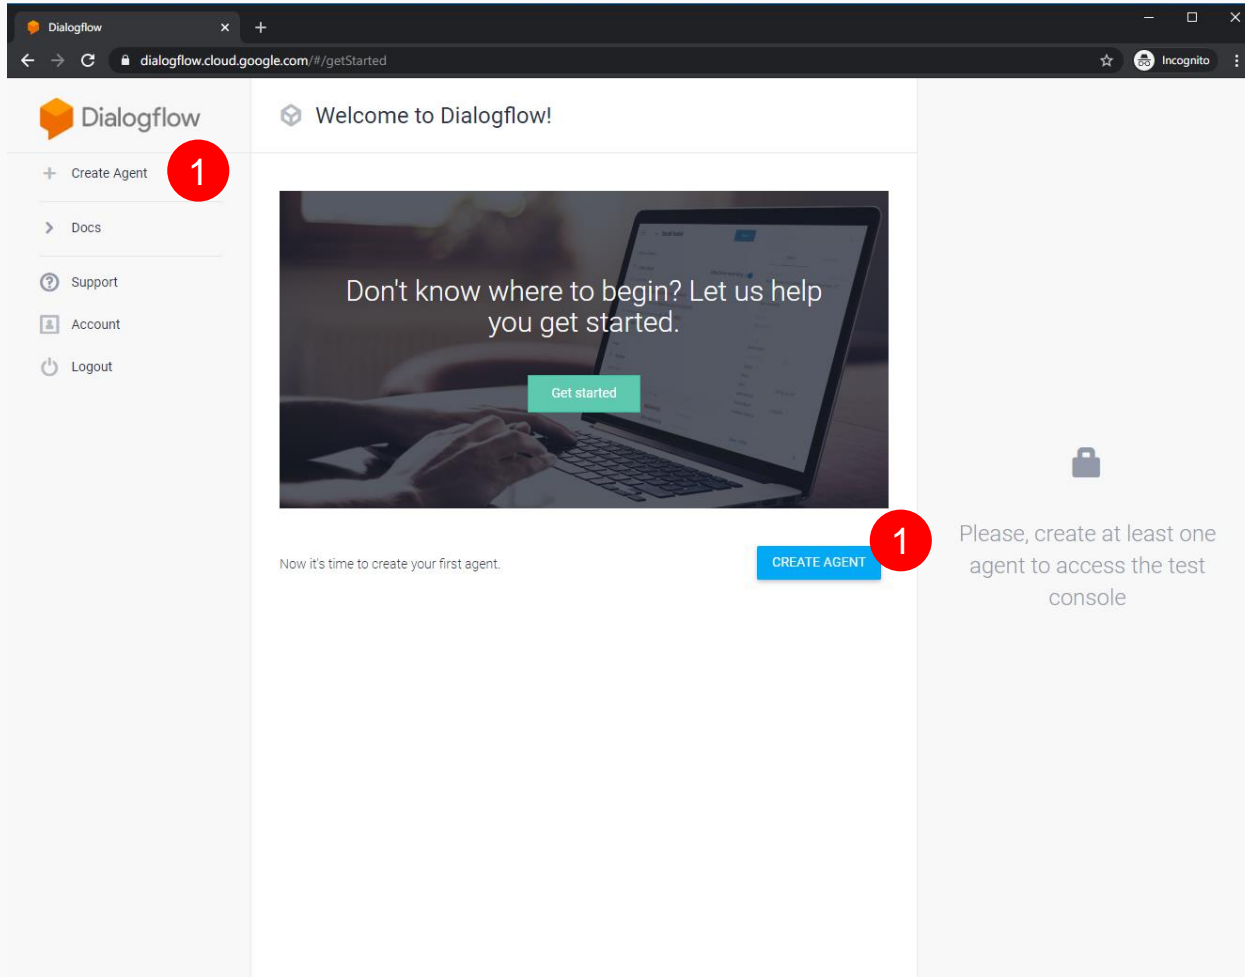 Dialogflow
dialogflow.cloud.google.com/#/getStarted
Incognito
Dialogflow
Welcome to Dialogflow!
Create Agent
1
Docs
Support
Account
Logout
Don't know where to begin? Let us help
you get started.
Get started
Now it's time to create your first agent.
CREATE AGENT
1
Please, create at least one
agent to access the test
console